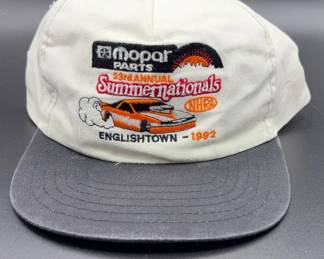 mopar
PARTS
23rd ANNUAL
Summernationals
NHRA
ENGLISHTOWN - 1992